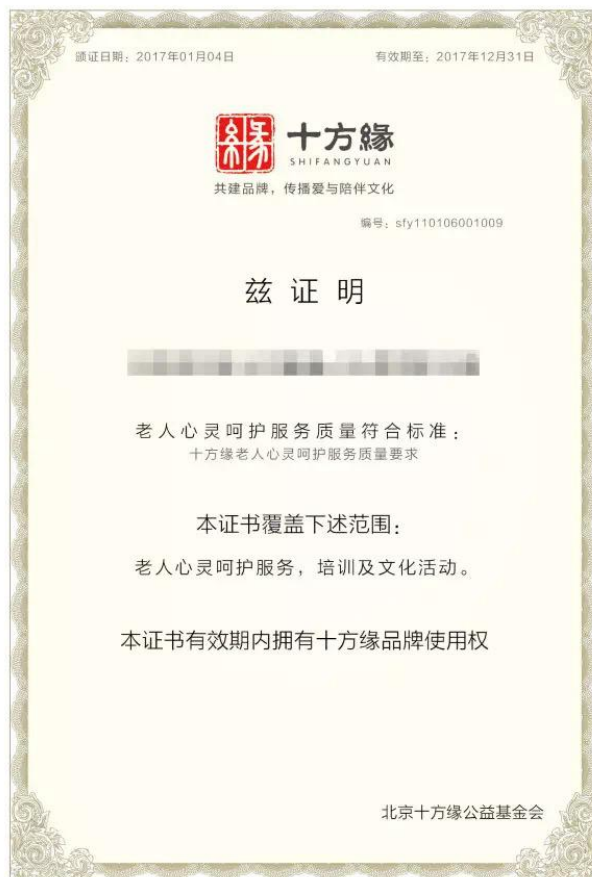 颁证日期：2017年01月04日
有效期至：2017年12月31日
缘
十方缘
SHIFANGYUAN
共建品牌，传播爱与陪伴文化
编号：sfy110106001009
兹证明
老人心灵呵护服务质量符合标准：
十方缘老人心灵呵护服务质量要求
本证书覆盖下述范围：
老人心灵呵护服务，培训及文化活动。
本证书有效期内拥有十方缘品牌使用权
北京十方缘公益基金会